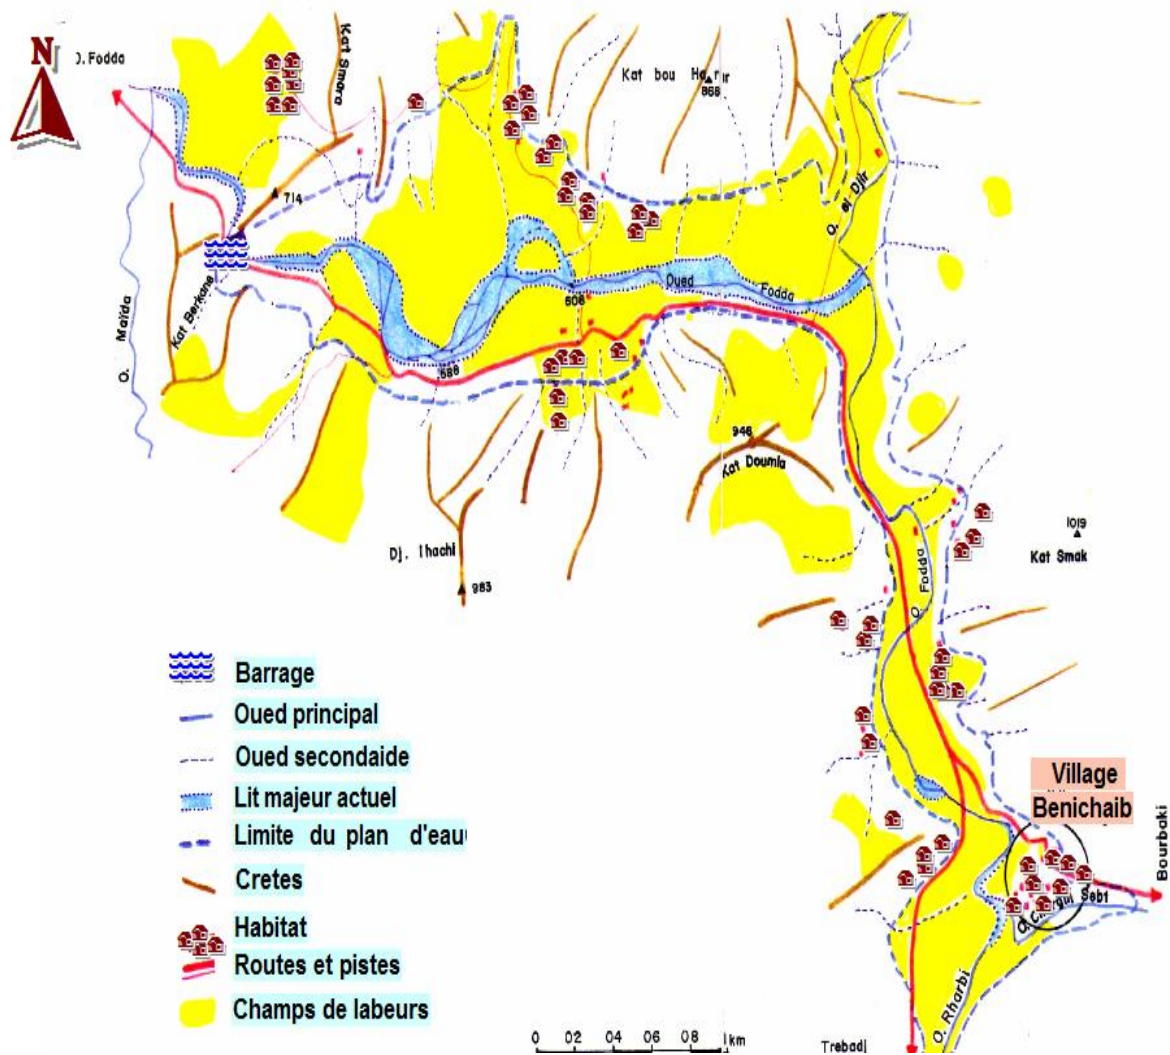 N
O. Fodda
Kat Smara
Kat bou Harir
868
714
O. el Djir
Oued Fodda
608
O. Maïda
Kat Berkane
588
946
Kat Doumia
1019
Kat Smak
Dj. Ihachi
983
O. Fodda
Barrage
Oued principal
Oued secondaide
Lit majeur actuel
Limite du plan d'eau
Cretes
Habitat
Routes et pistes
Champs de labeurs
Village
Benichaib
Bourbaki
Sebt
O. Rharbi
Trebadj
0 02 04 06 08 1km